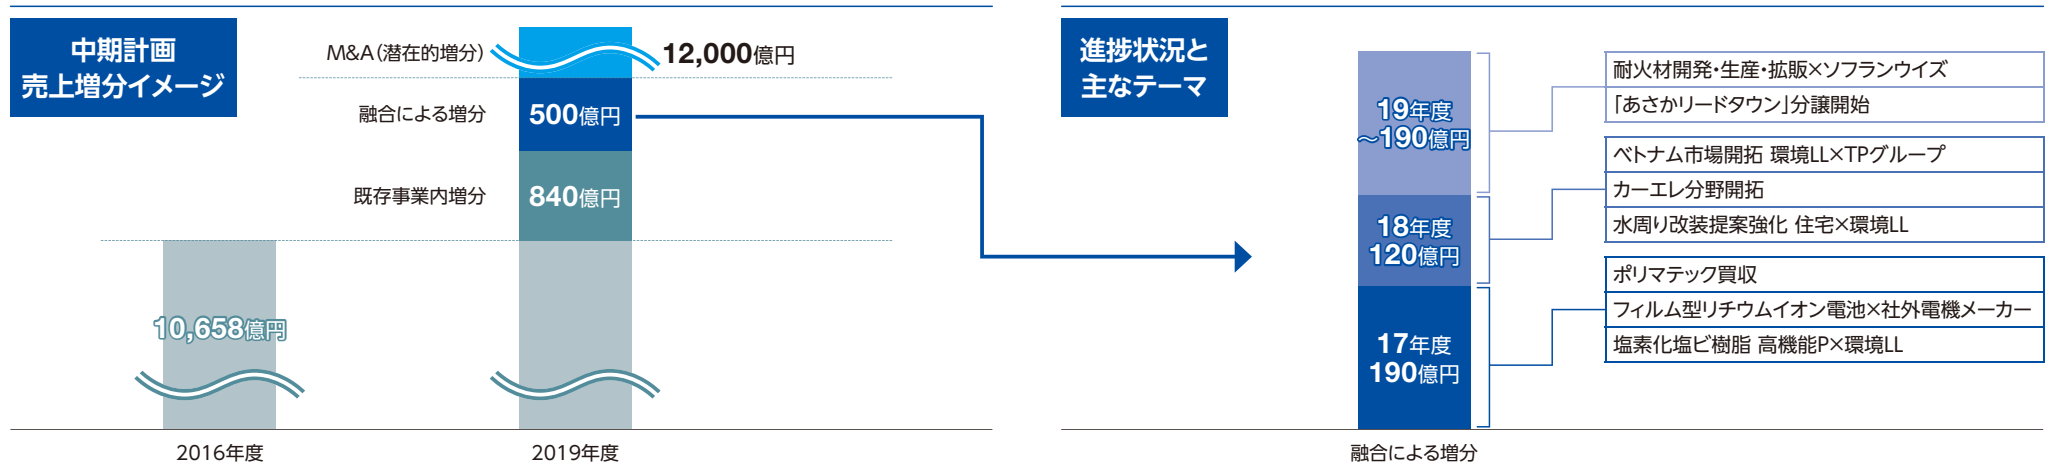 中期計画
売上増分イメージ
M&A(潜在的増分)
12,000億円
融合による増分
500億円
既存事業内増分
840億円
10,658億円
2016年度
2019年度
進捗状況と
主なテーマ
19年度
～190億円
18年度
120億円
17年度
190億円
融合による増分
耐火材開発・生産・拡販×ソフランウイズ
「あさかリードタウン」分譲開始
ベトナム市場開拓 環境LL×TPグループ
カーエレ分野開拓
水周り改装提案強化 住宅×環境LL
ポリマテック買収
フィルム型リチウムイオン電池×社外電機メーカー
塩素化塩ビ樹脂 高機能P×環境LL